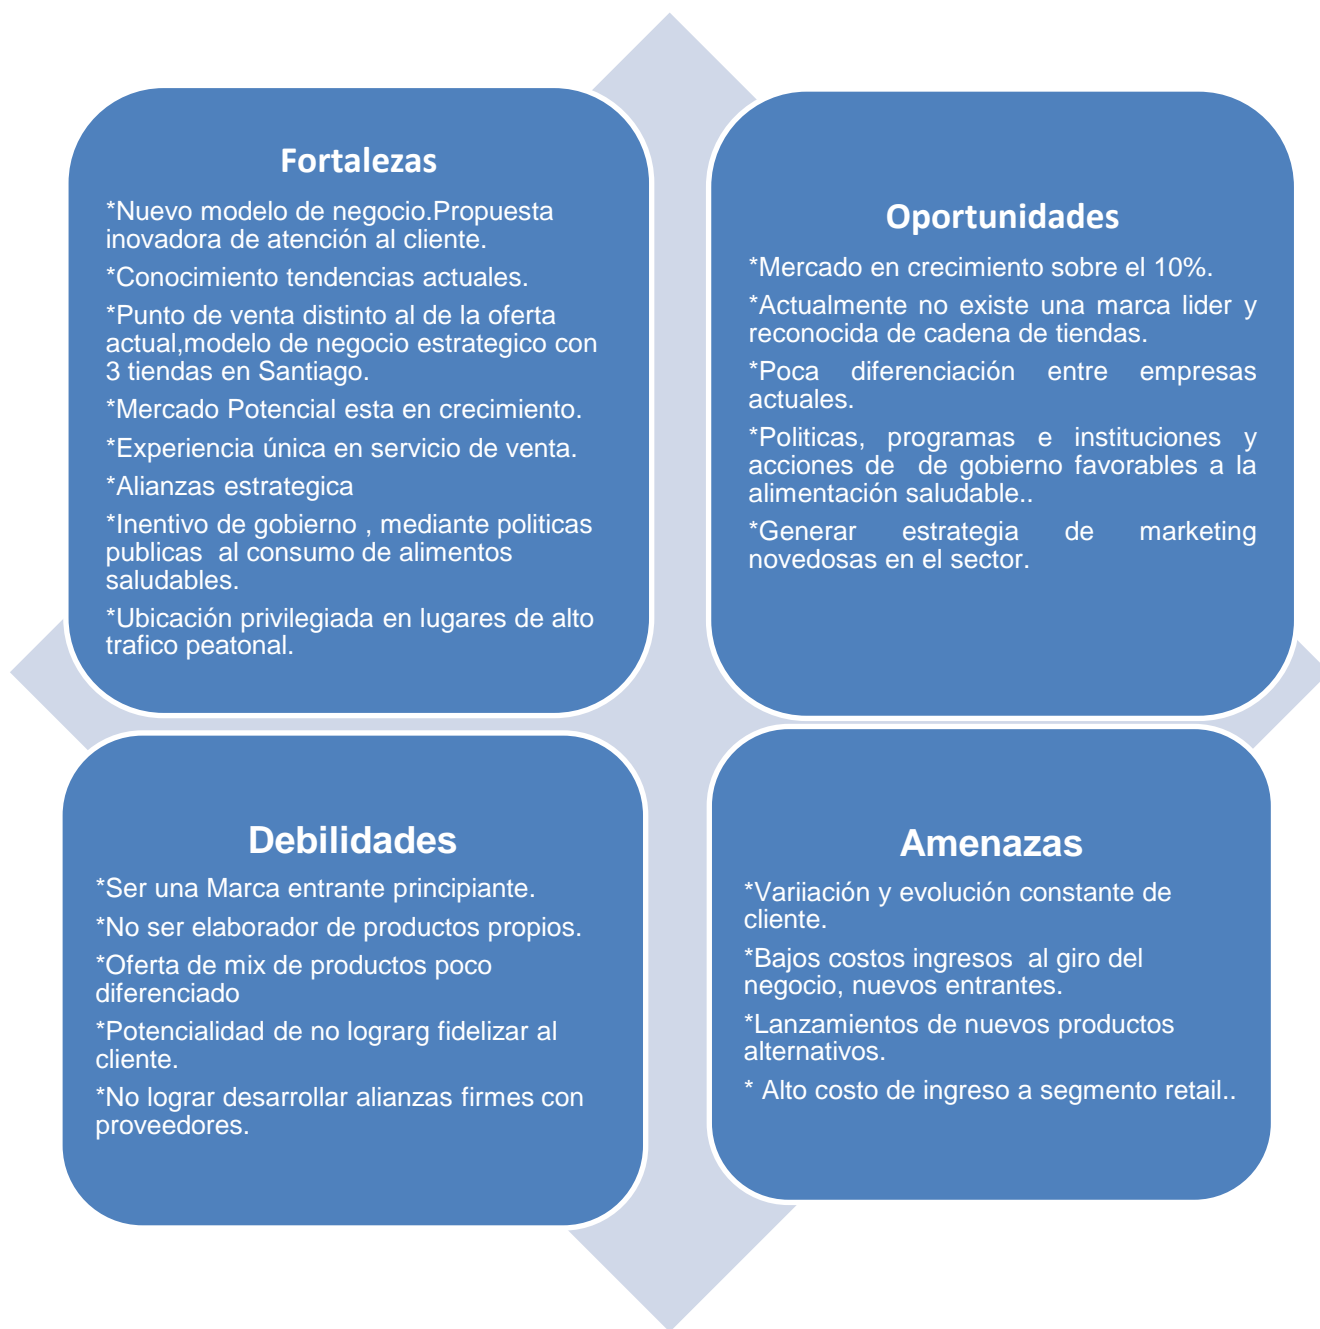 Fortalezas
*Nuevo modelo de negocio.Propuesta
inovadora de atención al cliente.
*Conocimiento tendencias actuales.
*Punto de venta distinto al de la oferta
actual,modelo de negocio estrategico con
3 tiendas en Santiago.
*Mercado Potencial esta en crecimiento.
*Experiencia única en servicio de venta.
*Alianzas estrategica
*Inentivo de gobierno , mediante politicas
publicas  al consumo de alimentos
saludables.
*Ubicación privilegiada en lugares de alto
trafico peatonal.
Oportunidades
*Mercado en crecimiento sobre el 10%.
*Actualmente no existe una marca lider y
reconocida de cadena de tiendas.
*Poca diferenciación entre empresas
actuales.
*Politicas, programas e instituciones y
acciones de  de gobierno favorables a la
alimentación saludable..
*Generar estrategia de marketing
novedosas en el sector.
Debilidades
*Ser una Marca entrante principiante.
*No ser elaborador de productos propios.
*Oferta de mix de productos poco
diferenciado
*Potencialidad de no lograrg fidelizar al
cliente.
*No lograr desarrollar alianzas firmes con
proveedores.
Amenazas
*Variiación y evolución constante de
cliente.
*Bajos costos ingresos  al giro del
negocio, nuevos entrantes.
*Lanzamientos de nuevos productos
alternativos.
* Alto costo de ingreso a segmento retail..